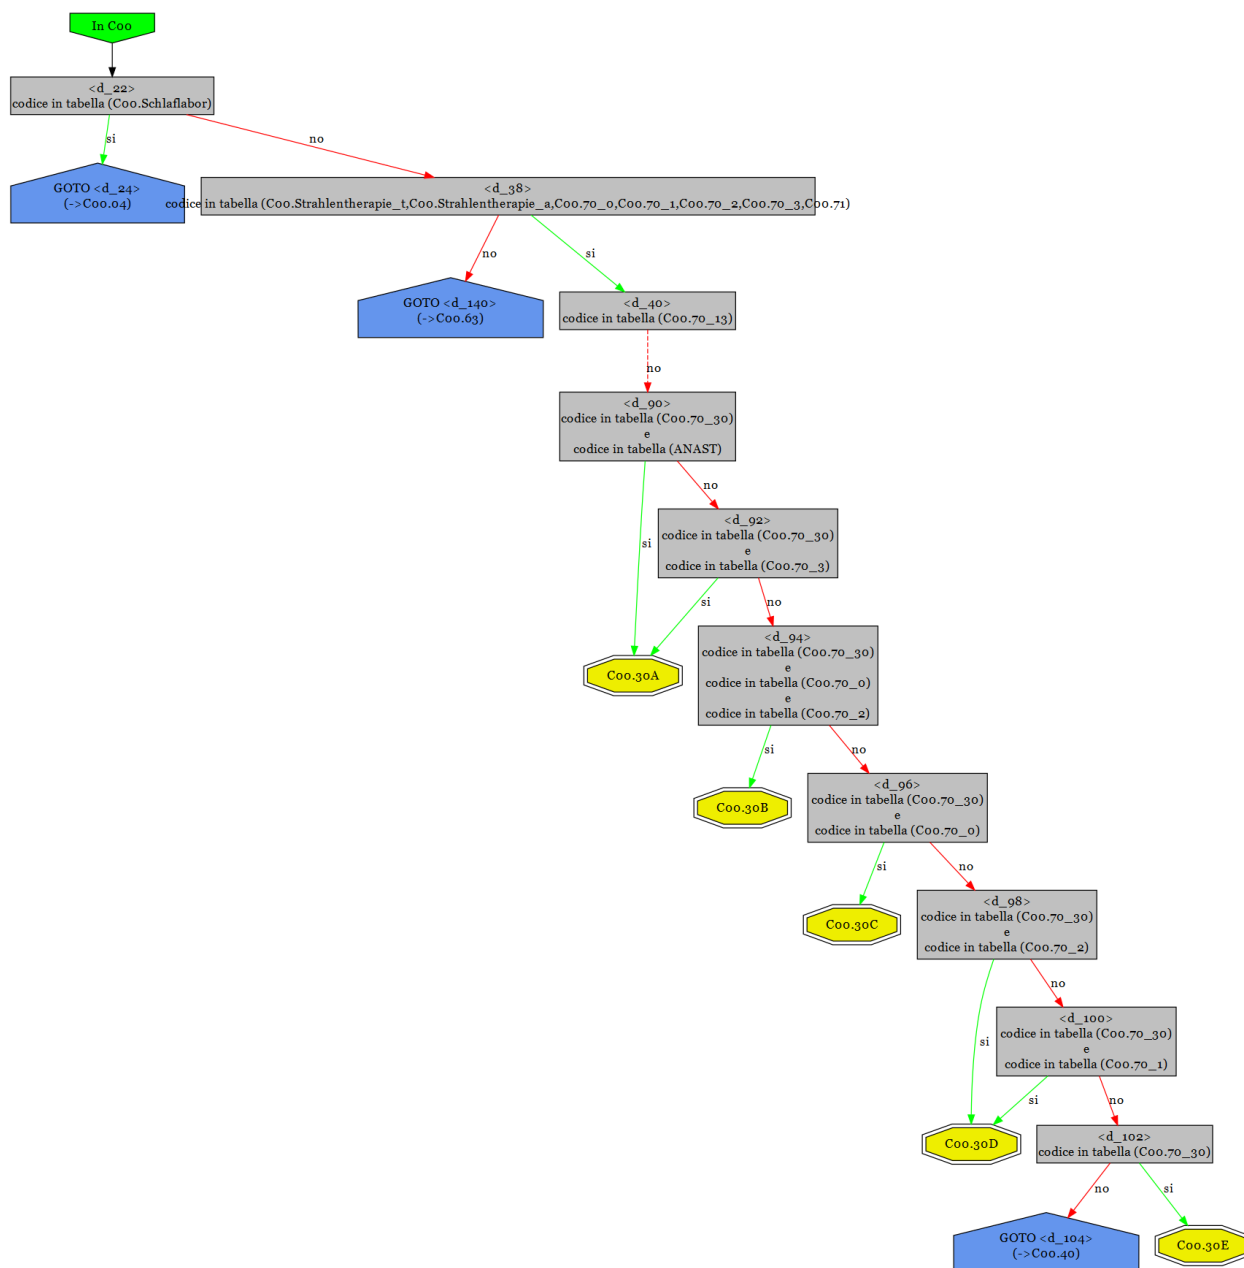 In C00
<d_22>
codice in tabella (C00.Schlaflabor)
si
no
GOTO <d_24>
(->C00.04)
<d_38>
codice in tabella (C00.Strahlentherapie_t,C00.Strahlentherapie_a,C00.70_0,C00.70_1,C00.70_2,C00.70_3,C00.71)
no
si
GOTO <d_140>
(->C00.63)
<d_40>
codice in tabella (C00.70_13)
no
<d_90>
codice in tabella (C00.70_30)
e
codice in tabella (ANAST)
no
si
<d_92>
codice in tabella (C00.70_30)
e
codice in tabella (C00.70_3)
si
no
C00.30A
<d_94>
codice in tabella (C00.70_30)
e
codice in tabella (C00.70_0)
e
codice in tabella (C00.70_2)
si
no
C00.30B
<d_96>
codice in tabella (C00.70_30)
e
codice in tabella (C00.70_0)
si
no
C00.30C
<d_98>
codice in tabella (C00.70_30)
e
codice in tabella (C00.70_2)
no
si
<d_100>
codice in tabella (C00.70_30)
e
codice in tabella (C00.70_1)
si
no
C00.30D
<d_102>
codice in tabella (C00.70_30)
no
si
GOTO <d_104>
(->C00.40)
C00.30E